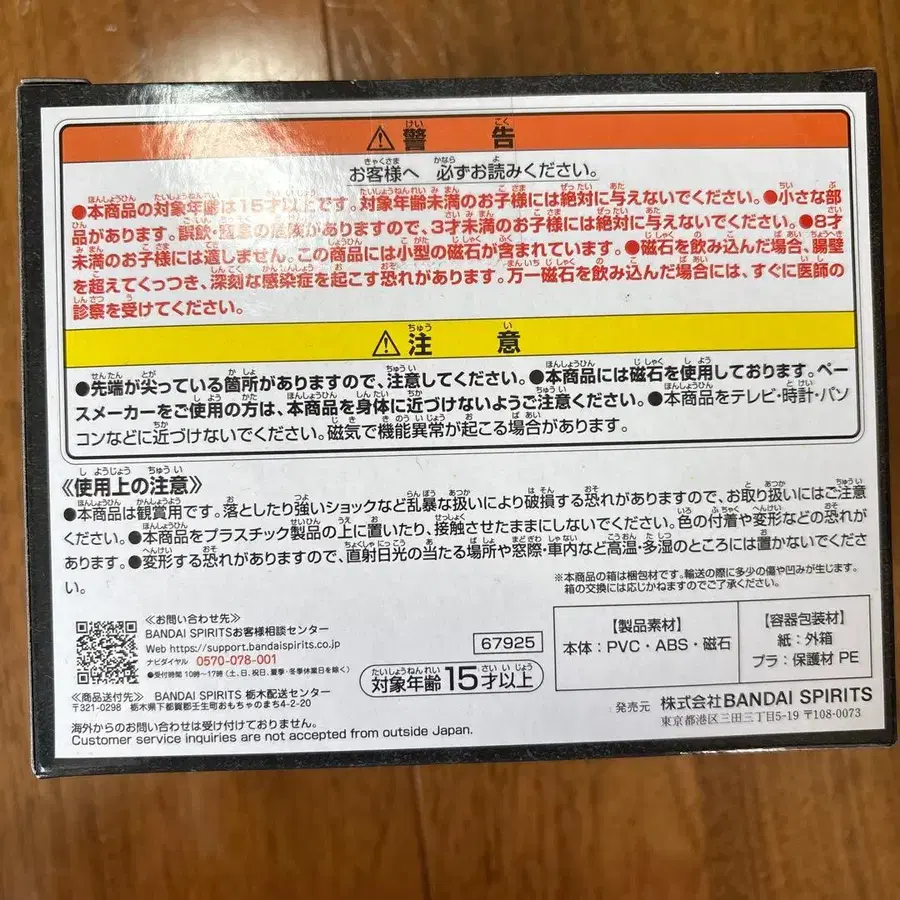 ⚠警告
お客様へ 必ずお読みください。
●本商品の対象年齢は15才以上です。対象年齢未満のお子様には絶対に与えないでください。●小さな部
品があります。誤飲・窒息の危険がありますので、3才未満のお子様には絶対に与えないでください。●8才
未満のお子様には適しません。この商品には小型の磁石が含まれています。●磁石を飲み込んだ場合、腸壁
を超えてくっつき、深刻な感染症を起こす恐れがあります。万一磁石を飲み込んだ場合には、すぐに医師の
診察を受けてください。
⚠注意
●先端が尖っている箇所がありますので、注意してください。●本商品には磁石を使用しております。ペー
スメーカーをご使用の方は、本商品を身体に近づけないようご注意ください。●本商品をテレビ・時計・パソ
コンなどに近づけないでください。磁気で機能異常が起こる場合があります。
《使用上の注意》
●本商品は観賞用です。落としたり強いショックなど乱暴な扱いにより破損する恐れがありますので、お取り扱いにはご注意
ください。●本商品をプラスチック製品の上に置いたり、接触させたままにしないでください。色の付着や変形などの恐れが
あります。●変形する恐れがありますので、直射日光の当たる場所や窓際・車内など高温・多湿のところには置かないでくださ
い。
※本商品の箱は梱包材です。輸送の際に多少の傷や凹みが生じます。
箱の交換には応じかねますのでご了承ください。
《お問い合わせ先》
BANDAI SPIRITSお客様相談センター
Web https://support.bandaispirits.co.jp
ナビダイヤル 0570-078-001
●受付時間 10時〜17時(土、日、祝日、夏季・冬季休業日を除く)
《商品送付先》 BANDAI SPIRITS 栃木配送センター
〒321-0298 栃木県下都賀郡壬生町おもちゃのまち4-2-20
海外からのお問い合わせは受け付けておりません。
Customer service inquiries are not accepted from outside Japan.
67925
対象年齢15才以上
【製品素材】
本体:PVC・ABS・磁石
【容器包装材】
紙:外箱
プラ:保護材 PE
発売元 株式会社BANDAI SPIRITS
東京都港区三田三丁目5-19 〒108-0073